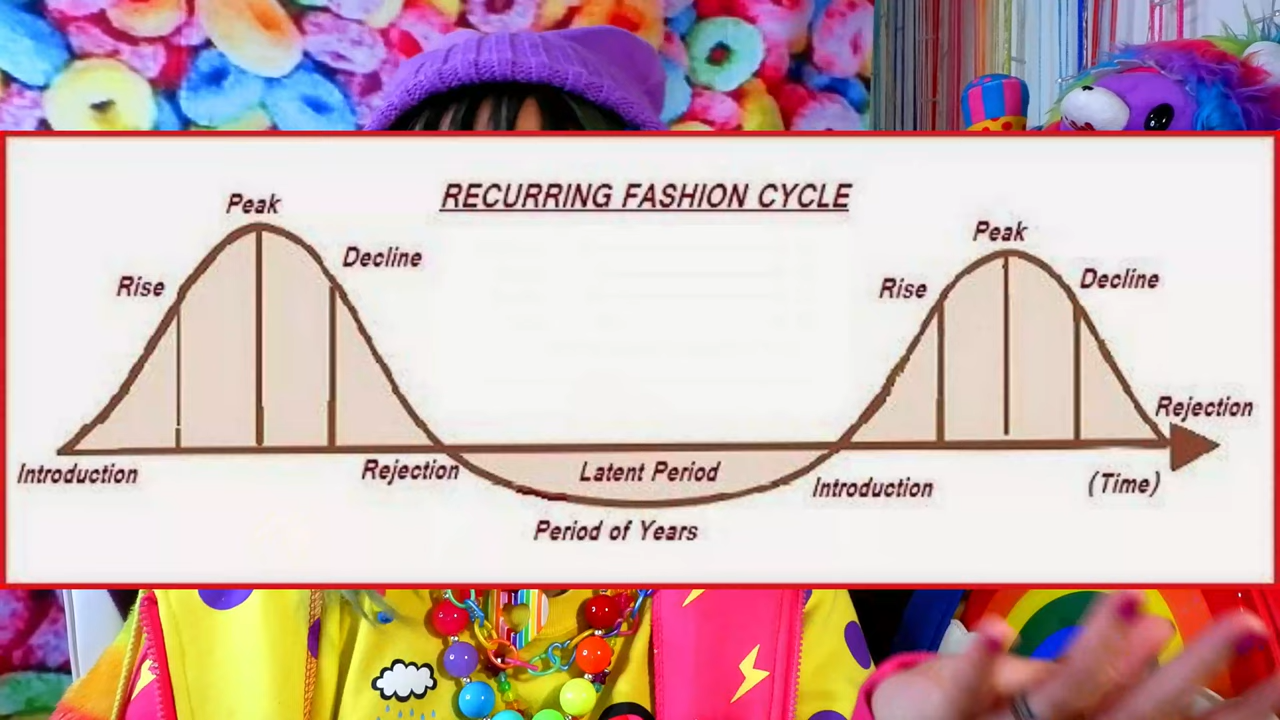 RECURRING FASHION CYCLE
Peak
Rise
Decline
Introduction
Rejection
Latent Period
Period of Years
Peak
Rise
Decline
Introduction
Rejection
(Time)